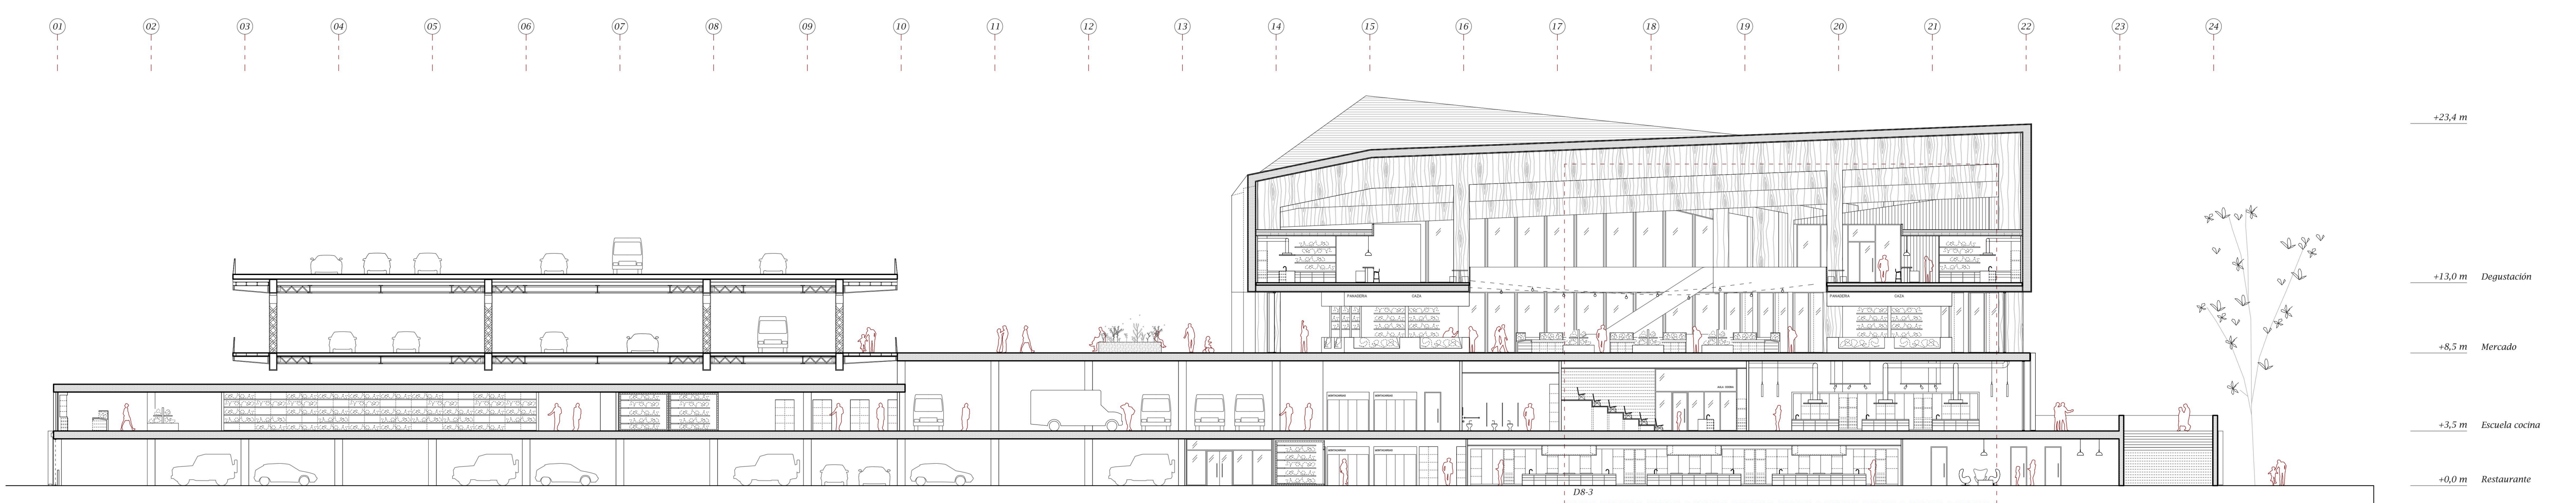 01 02 03 04 05 06 07 08 09 10 11 12 13 14 15 16 17 18 19 20 21 22 23 24
+23,4 m
+13,0 m Degustación
PANADERIA CAZA PANADERIA CAZA
+8,5 m Mercado
+3,5 m Escuela cocina
+0,0 m Restaurante
D8-3